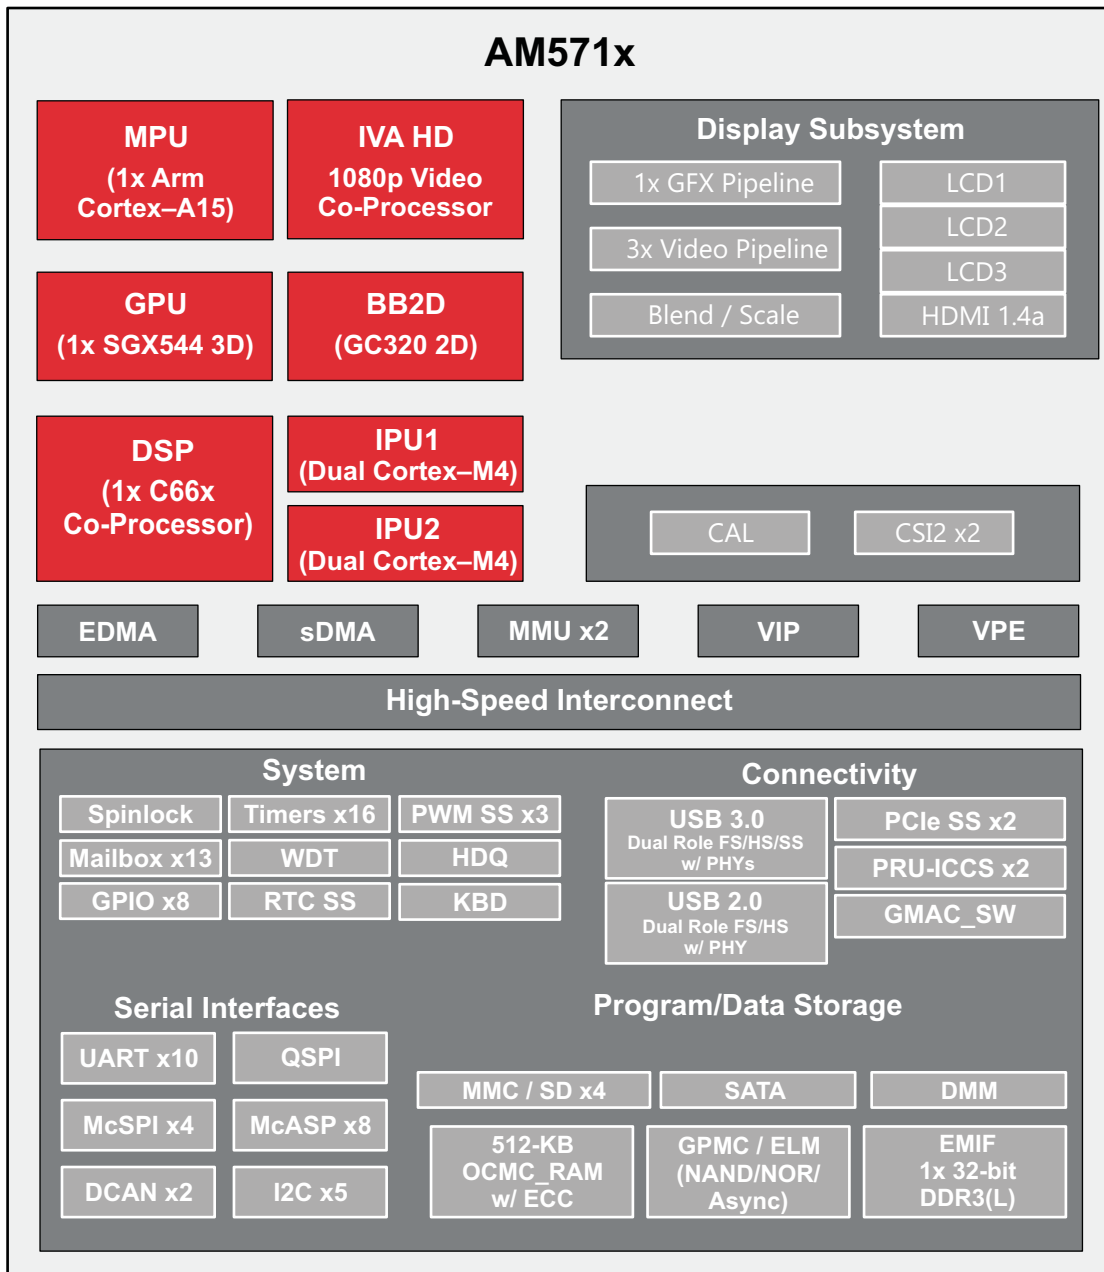 AM571x
MPU
(1x Arm
Cortex–A15)
IVA HD
1080p Video
Co-Processor
Display Subsystem
1x GFX Pipeline
3x Video Pipeline
Blend / Scale
LCD1
LCD2
LCD3
HDMI 1.4a
GPU
(1x SGX544 3D)
BB2D
(GC320 2D)
DSP
(1x C66x
Co-Processor)
IPU1
(Dual Cortex–M4)
IPU2
(Dual Cortex–M4)
CAL
CSI2 x2
EDMA
sDMA
MMU x2
VIP
VPE
High-Speed Interconnect
System
Spinlock
Timers x16
PWM SS x3
Mailbox x13
WDT
HDQ
GPIO x8
RTC SS
KBD
Connectivity
USB 3.0
Dual Role FS/HS/SS
w/ PHYs
USB 2.0
Dual Role FS/HS
w/ PHY
PCIe SS x2
PRU-ICCS x2
GMAC_SW
Serial Interfaces
UART x10
QSPI
McSPI x4
McASP x8
DCAN x2
I2C x5
Program/Data Storage
MMC / SD x4
SATA
DMM
512-KB
OCMC_RAM
w/ ECC
GPMC / ELM
(NAND/NOR/
Async)
EMIF
1x 32-bit
DDR3(L)